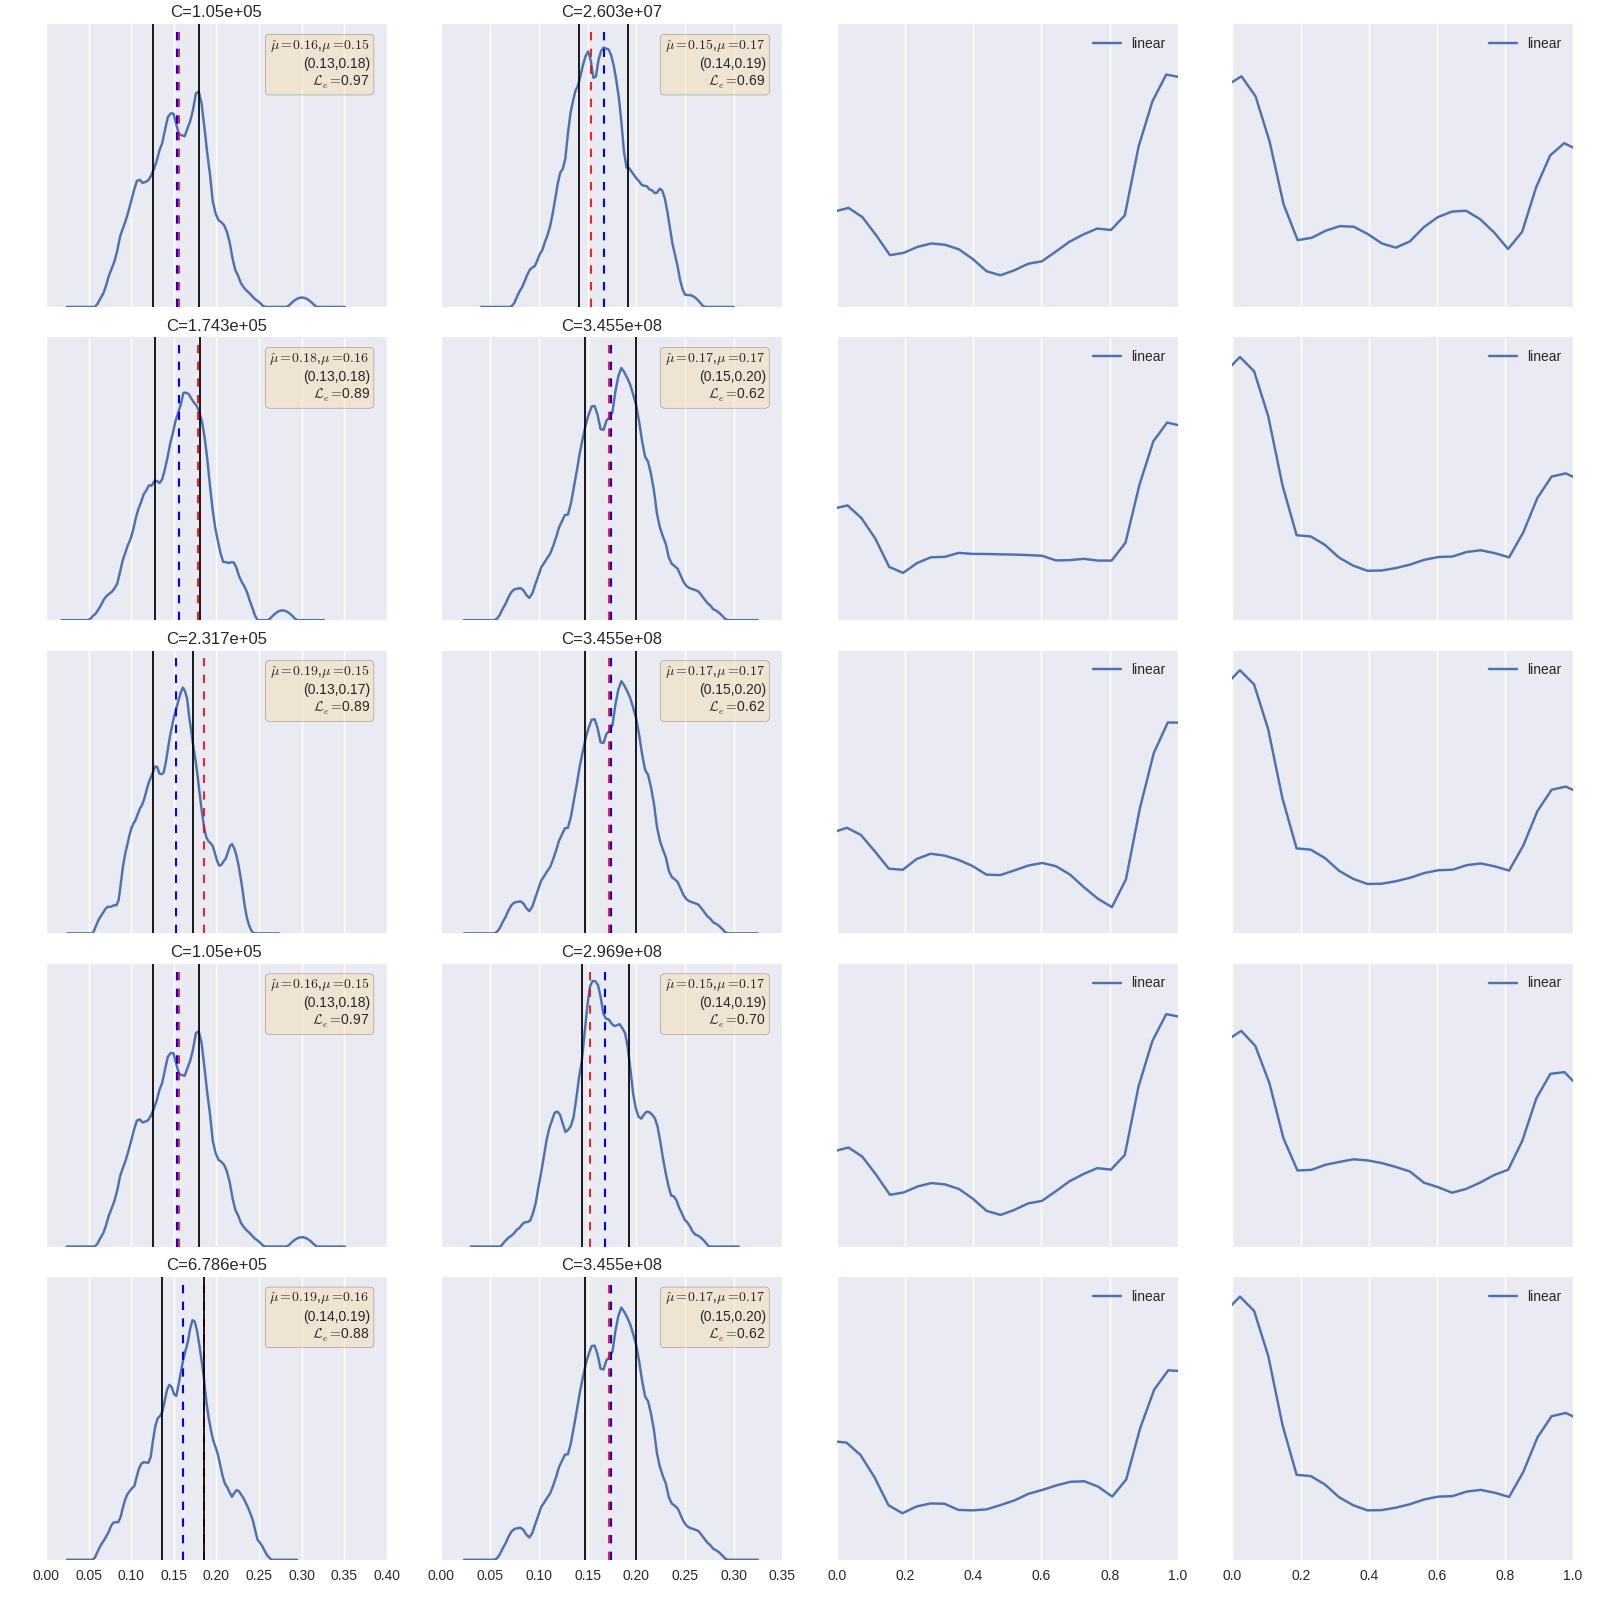 C=1.05e+05
μ̂=0.16,μ=0.15
(0.13,0.18)
ℒₑ=0.97
C=2.603e+07
μ̂=0.15,μ=0.17
(0.14,0.19)
ℒₑ=0.69
linear
linear
C=1.743e+05
μ̂=0.18,μ=0.16
(0.13,0.18)
ℒₑ=0.89
C=3.455e+08
μ̂=0.17,μ=0.17
(0.15,0.20)
ℒₑ=0.62
linear
linear
C=2.317e+05
μ̂=0.19,μ=0.15
(0.13,0.17)
ℒₑ=0.89
C=3.455e+08
μ̂=0.17,μ=0.17
(0.15,0.20)
ℒₑ=0.62
linear
linear
C=1.05e+05
μ̂=0.16,μ=0.15
(0.13,0.18)
ℒₑ=0.97
C=2.969e+08
μ̂=0.15,μ=0.17
(0.14,0.19)
ℒₑ=0.70
linear
linear
C=6.786e+05
μ̂=0.19,μ=0.16
(0.14,0.19)
ℒₑ=0.88
C=3.455e+08
μ̂=0.17,μ=0.17
(0.15,0.20)
ℒₑ=0.62
linear
linear
0.00 0.05 0.10 0.15 0.20 0.25 0.30 0.35 0.40
0.00 0.05 0.10 0.15 0.20 0.25 0.30 0.35
0.0 0.2 0.4 0.6 0.8 1.0
0.0 0.2 0.4 0.6 0.8 1.0